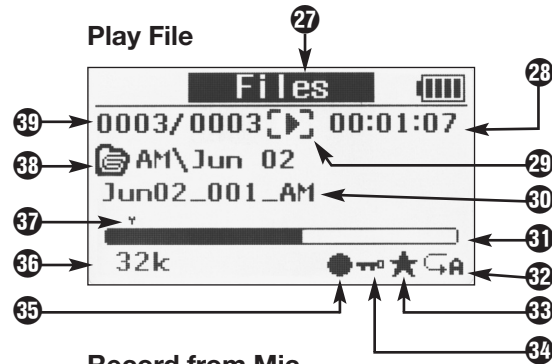 Play File
27
Files
28
39
0003/0003 00:01:07
38
AM\Jun 02
29
Jun02_001_AM
30
37
31
36
32k
A
32
35
33
34
Record from Mic